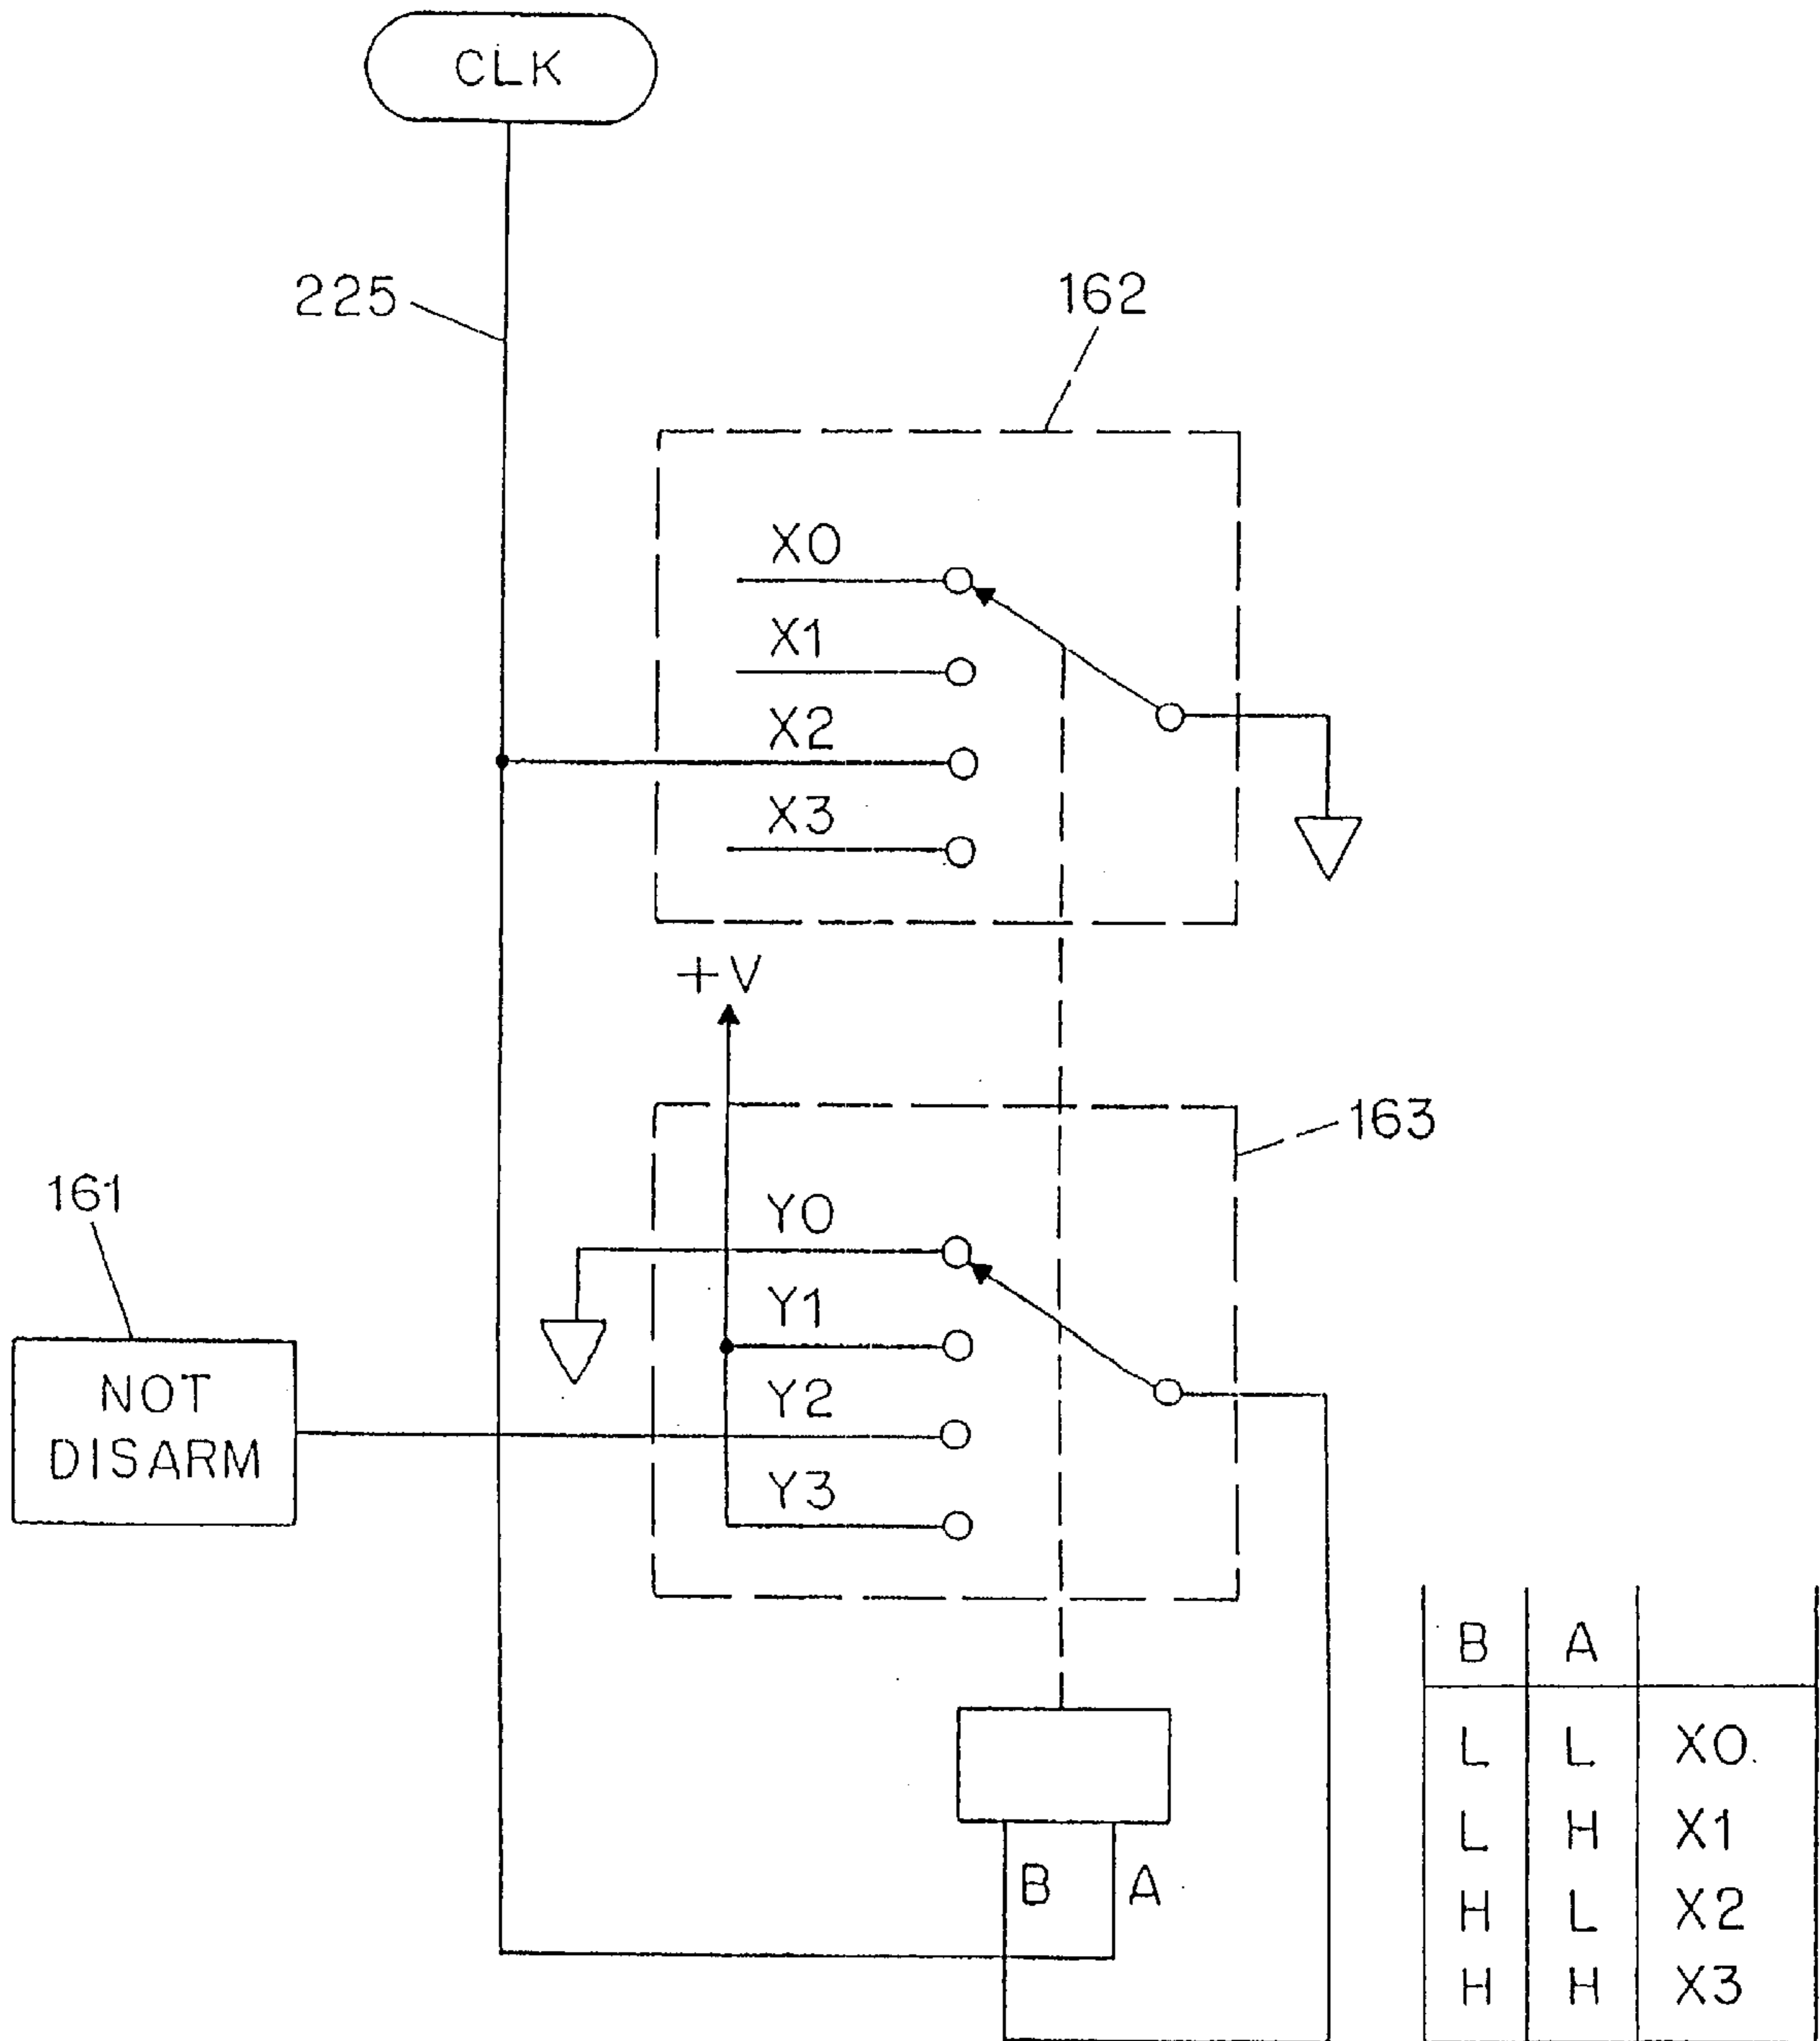 CLK
225
162
X0
X1
X2
X3
+V
163
161
Y0
Y1
NOT
DISARM
Y2
Y3
B A
L L X0
L H X1
B A
H L X2
H H X3